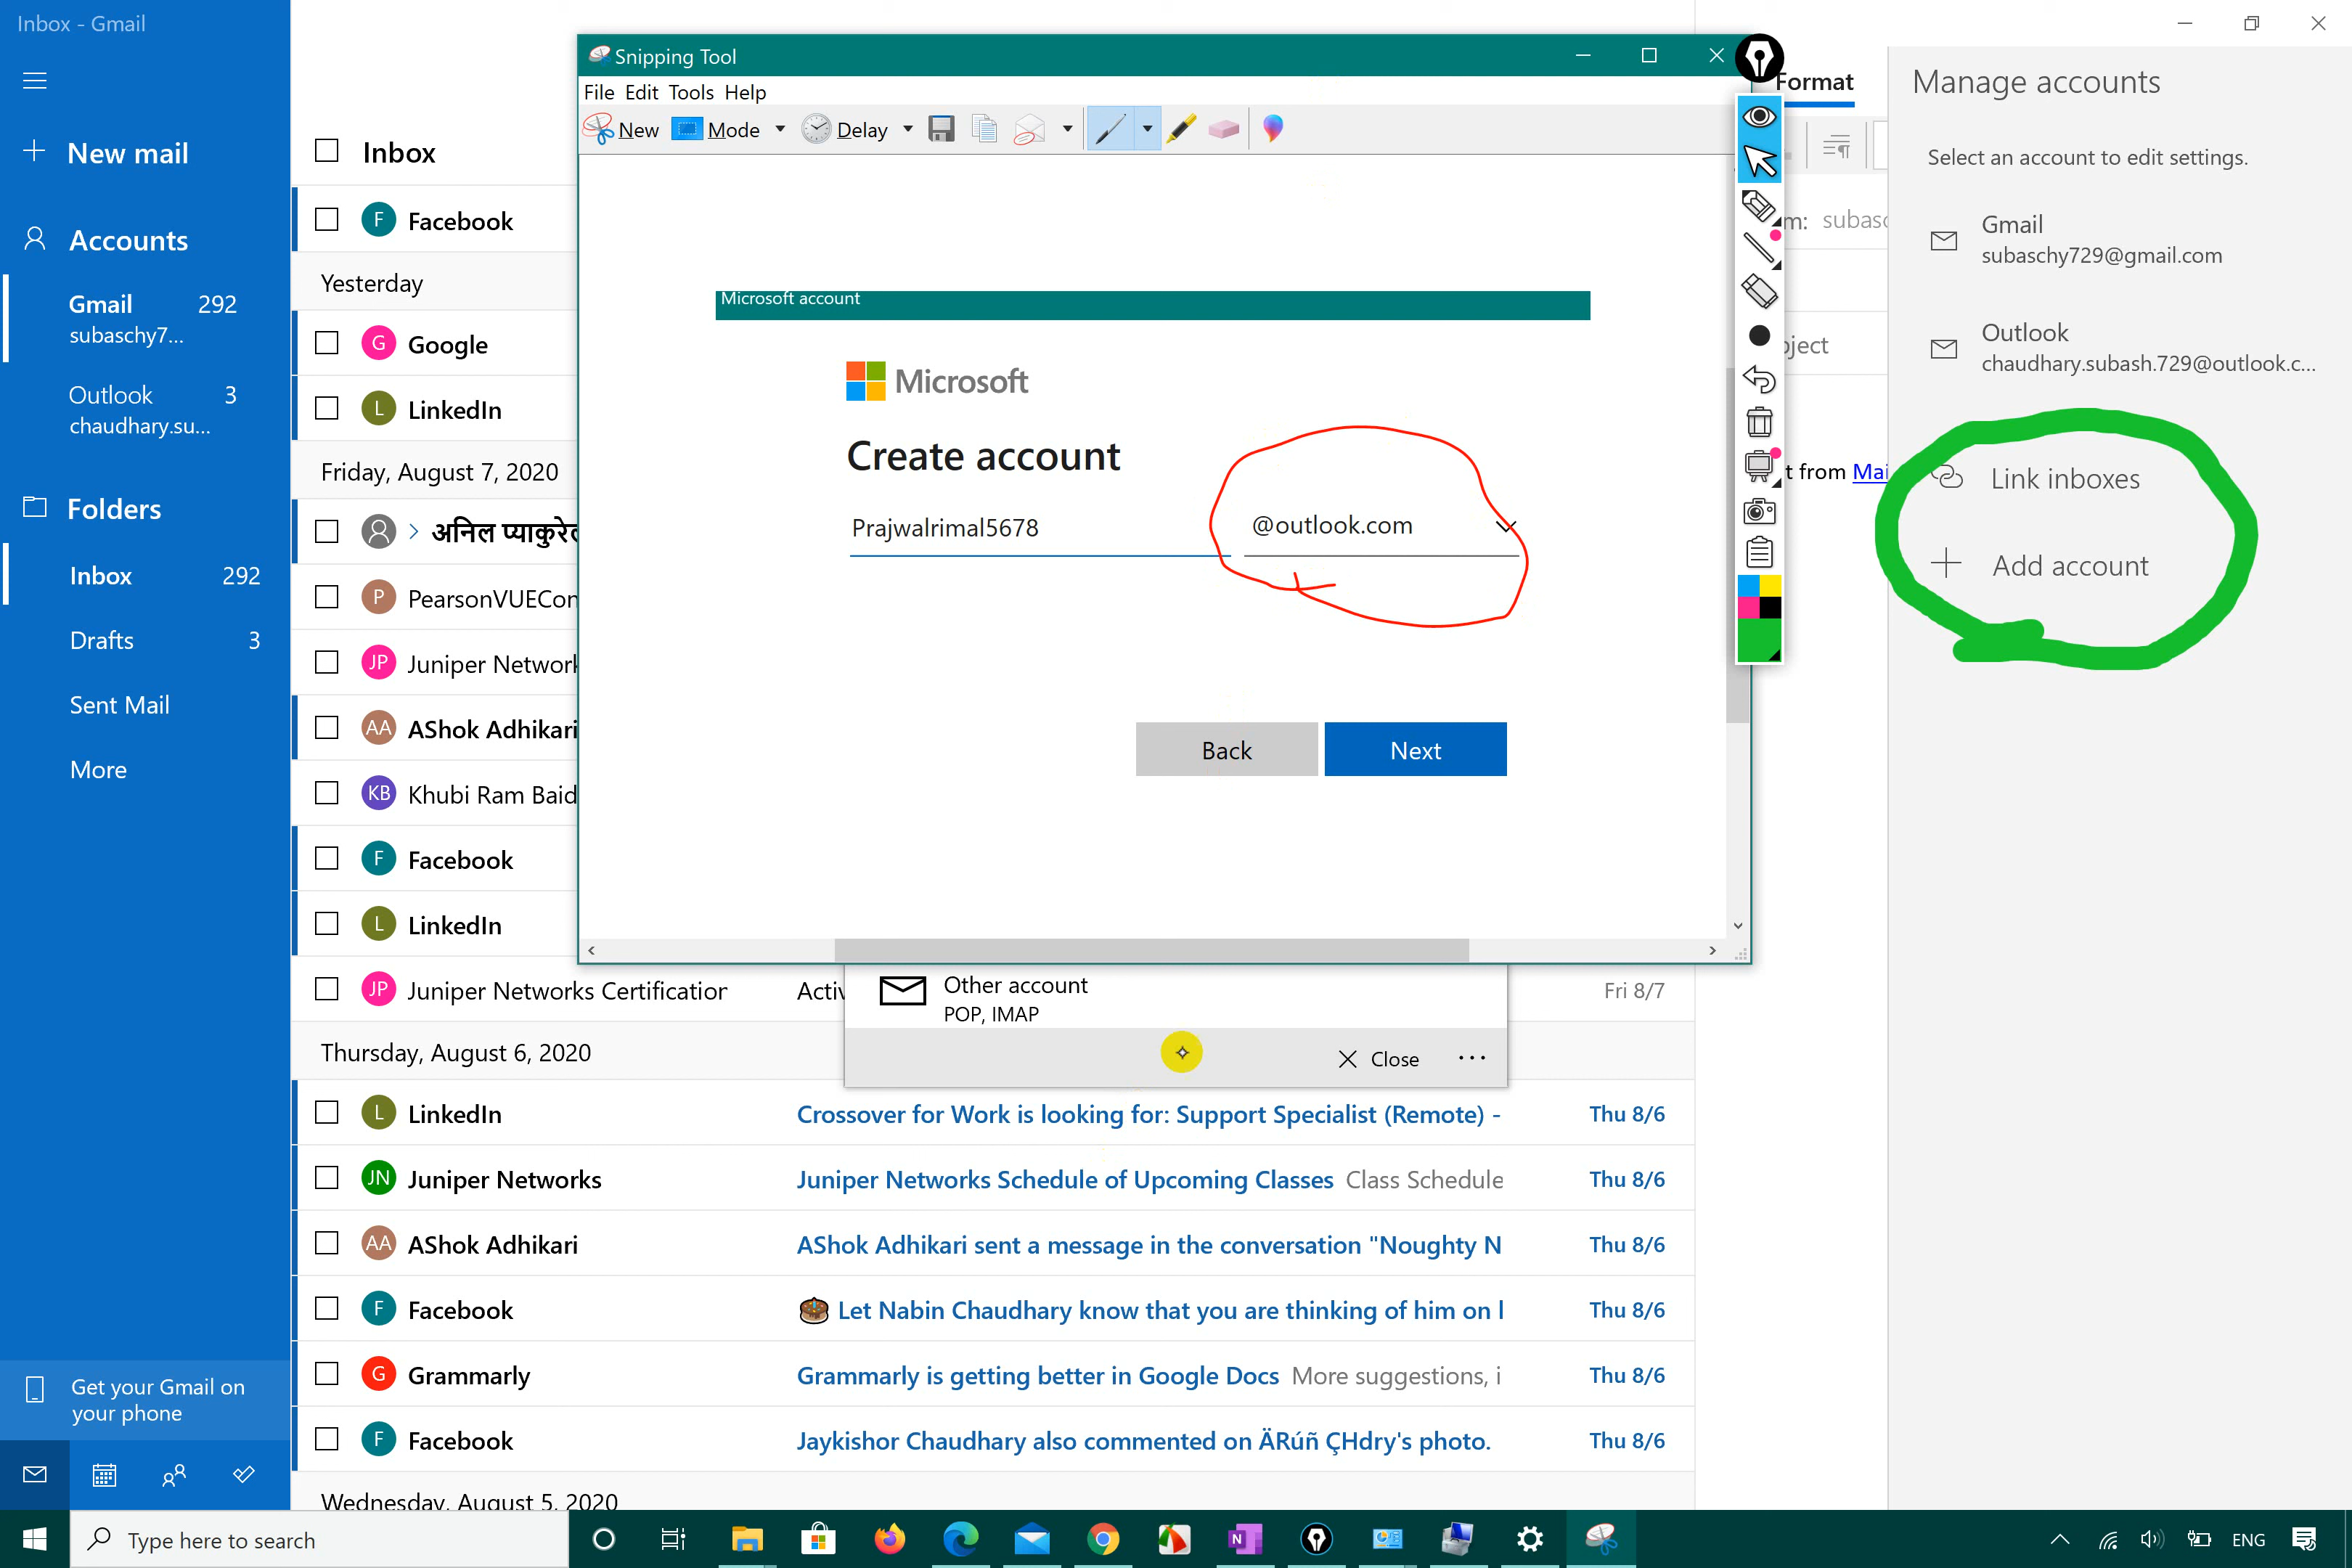 Inbox - Gmail
New mail
Accounts
Gmail 292
subaschy7...
Outlook 3
chaudhary.su...
Folders
Inbox 292
Drafts 3
Sent Mail
More
Get your Gmail on
your phone
Inbox
Facebook
Yesterday
Google
LinkedIn
Friday, August 7, 2020
अनिल प्याकुरेल
PearsonVUECon
Juniper Network
AShok Adhikari
Khubi Ram Baid
Facebook
LinkedIn
Juniper Networks Certification Activ Fri 8/7
Thursday, August 6, 2020
LinkedIn Crossover for Work is looking for: Support Specialist (Remote) - Thu 8/6
Juniper Networks Juniper Networks Schedule of Upcoming Classes Class Schedule Thu 8/6
AShok Adhikari AShok Adhikari sent a message in the conversation "Noughty N Thu 8/6
Facebook Let Nabin Chaudhary know that you are thinking of him on Thu 8/6
Grammarly Grammarly is getting better in Google Docs More suggestions, i Thu 8/6
Facebook Jaykishor Chaudhary also commented on ÄRúñ ÇHdry's photo. Thu 8/6
Wednesday, August 5, 2020
Snipping Tool
File Edit Tools Help
New Mode Delay
Microsoft account
Microsoft
Create account
Prajwalrimal5678 @outlook.com
Back Next
Other account
POP, IMAP
Close
Format
m: subasc
ject
t from Mai
Manage accounts
Select an account to edit settings.
Gmail
subaschy729@gmail.com
Outlook
chaudhary.subash.729@outlook.c...
Link inboxes
Add account
Type here to search
ENG